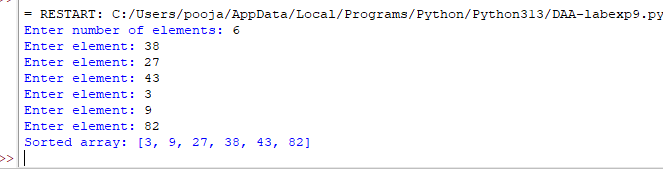 >>
= RESTART: C:/Users/pooja/AppData/Local/Programs/Python/Python313/DAA-labexp9.py
Enter number of elements: 6
Enter element: 38
Enter element: 27
Enter element: 43
Enter element: 3
Enter element: 9
Enter element: 82
Sorted array: [3, 9, 27, 38, 43, 82]
>>